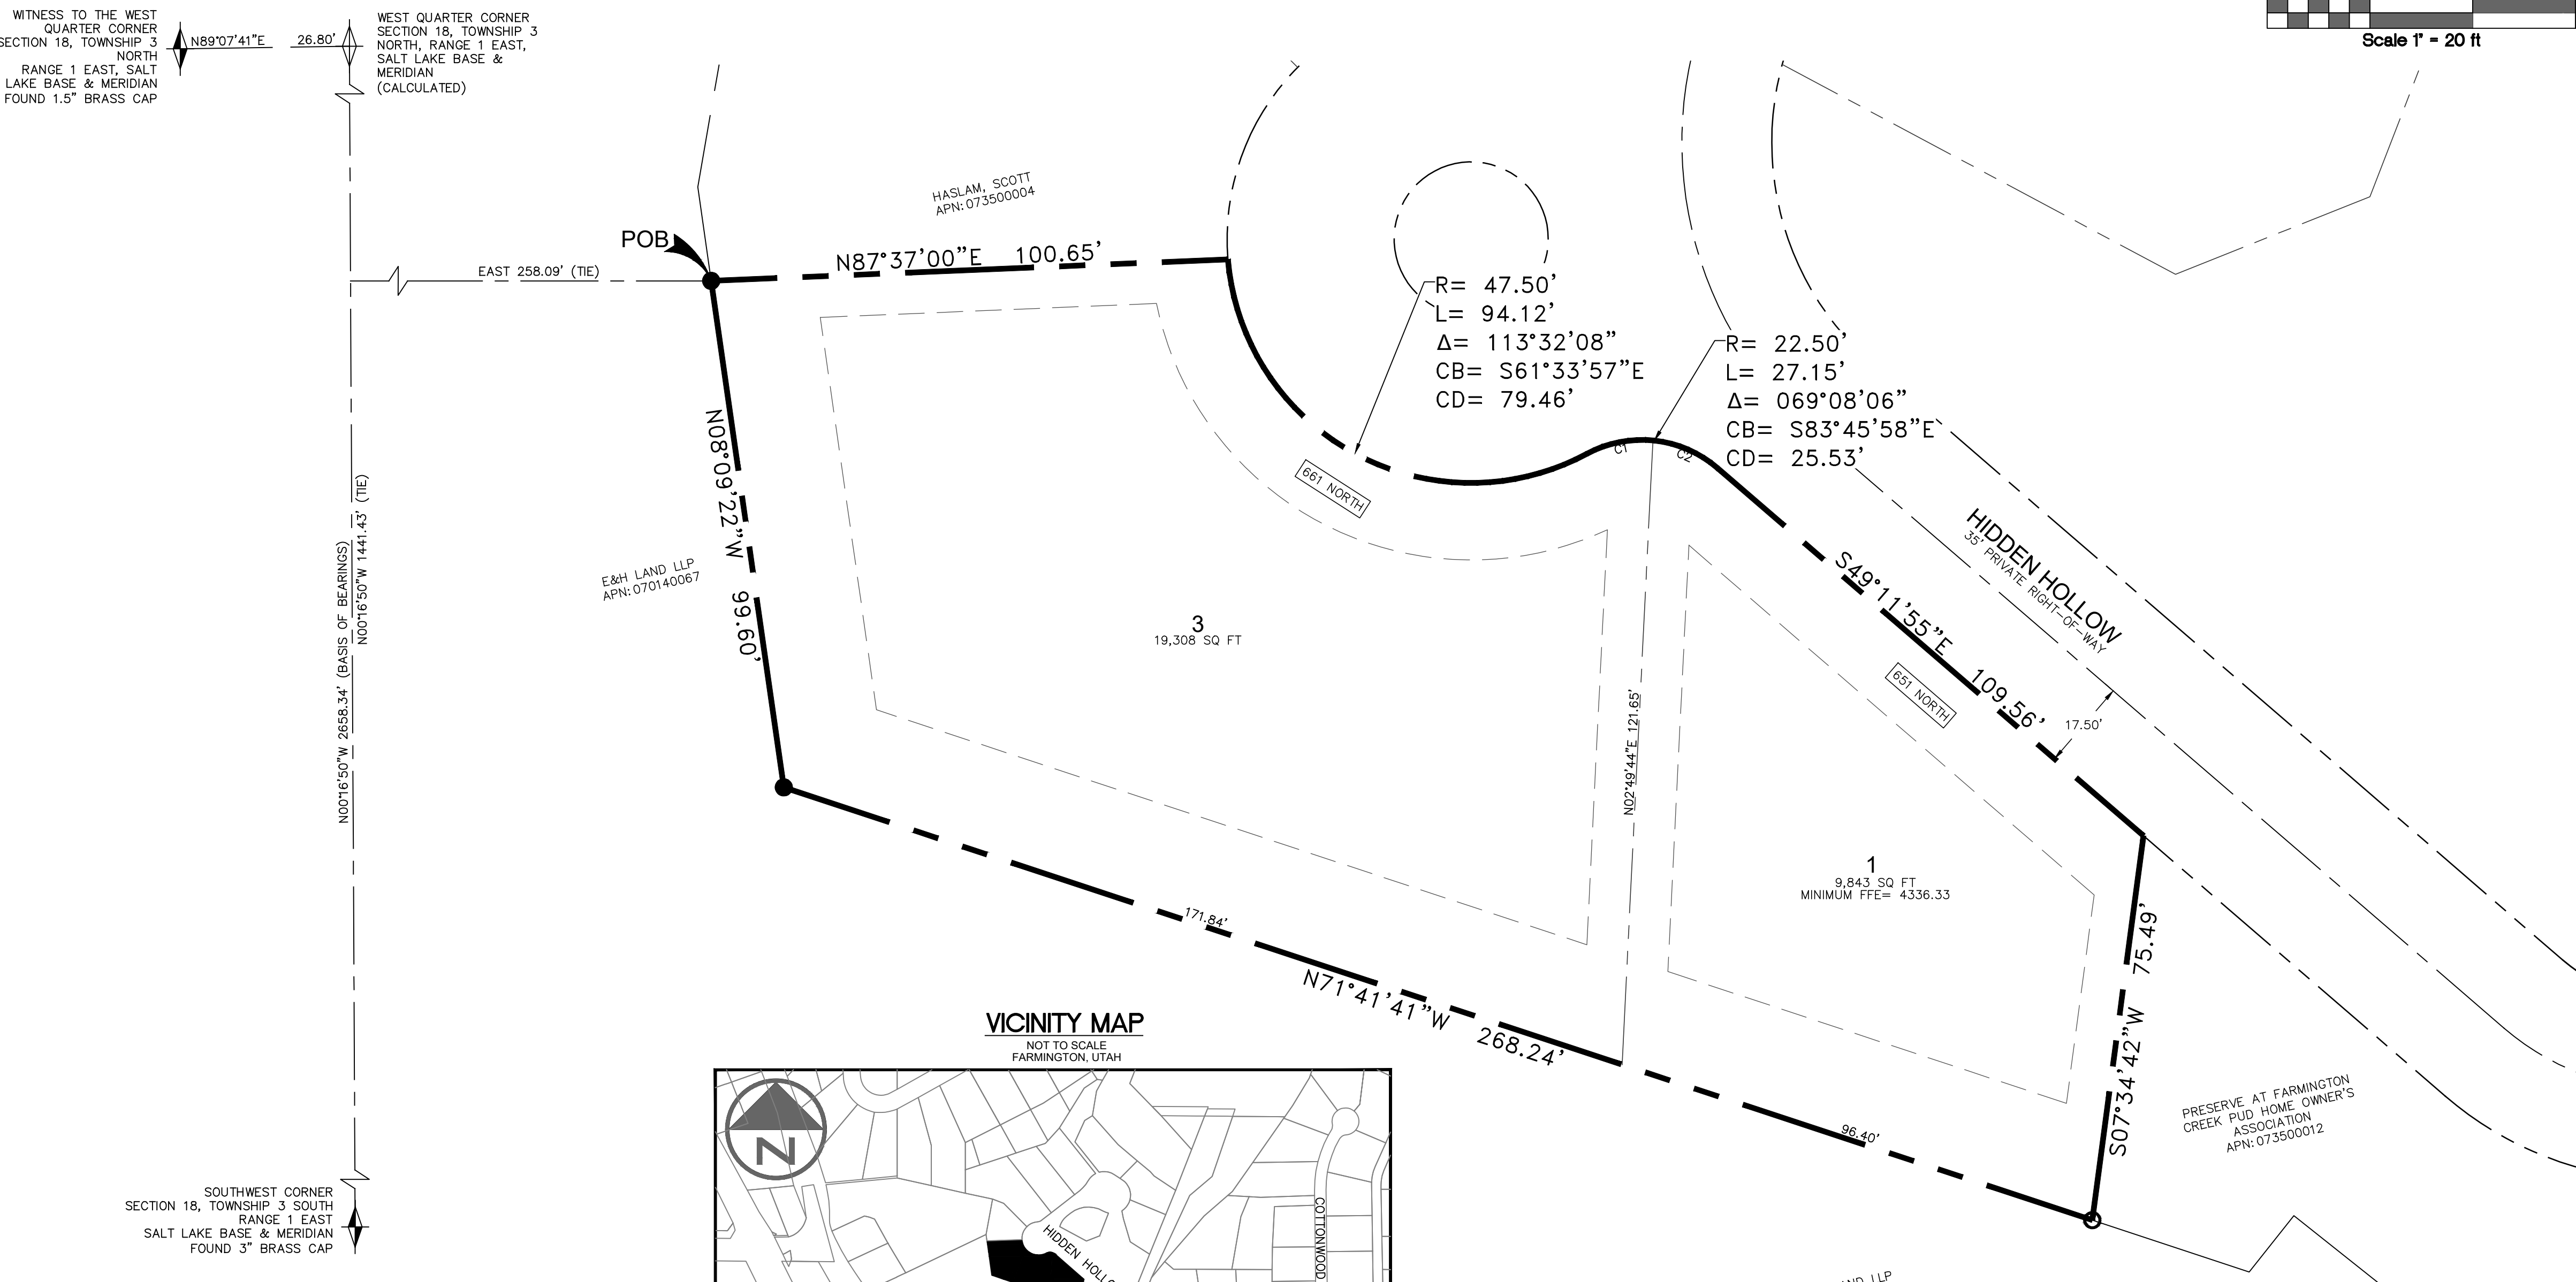 WITNESS TO THE WEST
QUARTER CORNER
SECTION 18, TOWNSHIP 3
NORTH
RANGE 1 EAST, SALT
LAKE BASE & MERIDIAN
FOUND 1.5” BRASS CAP
N89°07'41"E 26.80'
WEST QUARTER CORNER
SECTION 18, TOWNSHIP 3
NORTH, RANGE 1 EAST,
SALT LAKE BASE &
MERIDIAN
(CALCULATED)
Scale 1" = 20 ft
HASLAM, SCOTT
APN: 073500004
POB
EAST 258.09' (TIE)
N87°37'00”E 100.65'
R= 47.50'
L= 94.12'
Δ= 113°32'08”
CB= S61°33'57”E
CD= 79.46'
R= 22.50'
L= 27.15'
Δ= 069°08'06”
CB= S83°45'58”E
CD= 25.53'
C1
C2
661 NORTH
N08°09'22”W 99.60'
E&H LAND LLP
APN: 070140067
N00°16'50”W 2658.34' (BASIS OF BEARINGS)
N00°16'50”W 1441.43' (TIE)
3
19,308 SQ FT
HIDDEN HOLLOW
35' PRIVATE RIGHT-OF-WAY
S49°11'55”E 109.56'
651 NORTH
17.50'
N02°49'44”E 121.65'
1
9,843 SQ FT
MINIMUM FFE= 4336.33
171.84'
N71°41'41”W 268.24'
96.40'
S07°34'42”W 75.49'
PRESERVE AT FARMINGTON
CREEK PUD HOME OWNER'S
ASSOCIATION
APN: 073500012
VICINITY MAP
NOT TO SCALE
FARMINGTON, UTAH
N
HIDDEN HOLLO
COTTONWOOD
SOUTHWEST CORNER
SECTION 18, TOWNSHIP 3 SOUTH
RANGE 1 EAST
SALT LAKE BASE & MERIDIAN
FOUND 3” BRASS CAP
LLP